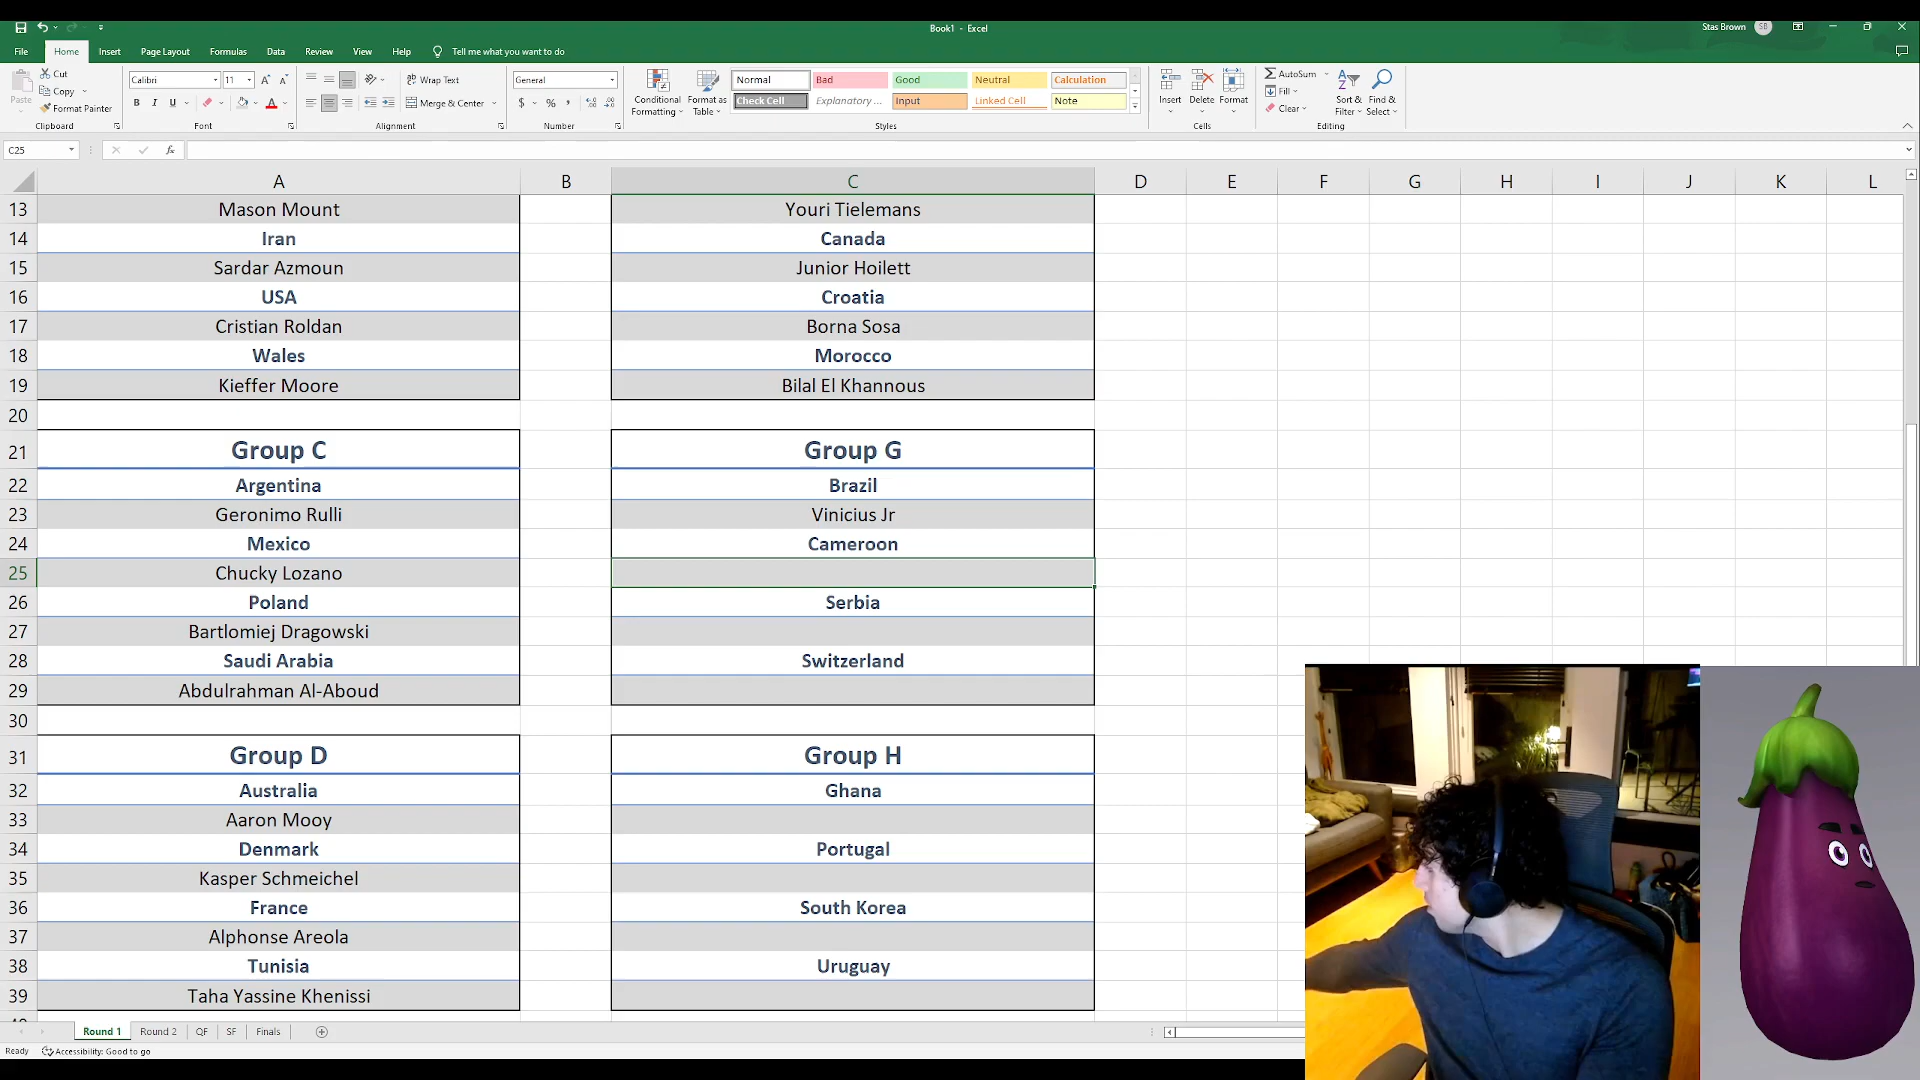 Book1 - Excel
Stas Brown
SB
File
Home
Insert
Page Layout
Formulas
Data
Review
View
Help
Tell me what you want to do
Paste
Cut
Copy
Format Painter
Clipboard
Calibri
11
B I U
Font
Wrap Text
Merge & Center
Alignment
General
$ % ,
Number
Conditional Formatting
Format as Table
Normal
Bad
Good
Neutral
Calculation
Check Cell
Explanatory ...
Input
Linked Cell
Note
Styles
Insert
Delete
Format
Cells
AutoSum
Fill
Clear
Sort & Filter
Find & Select
Editing
C25
fx
A B C D E F G H I J K L
13 Mason Mount Youri Tielemans
14 Iran Canada
15 Sardar Azmoun Junior Hoilett
16 USA Croatia
17 Cristian Roldan Borna Sosa
18 Wales Morocco
19 Kieffer Moore Bilal El Khannous
20
21 Group C Group G
22 Argentina Brazil
23 Geronimo Rulli Vinicius Jr
24 Mexico Cameroon
25 Chucky Lozano
26 Poland Serbia
27 Bartlomiej Dragowski
28 Saudi Arabia Switzerland
29 Abdulrahman Al-Aboud
30
31 Group D Group H
32 Australia Ghana
33 Aaron Mooy
34 Denmark Portugal
35 Kasper Schmeichel
36 France South Korea
37 Alphonse Areola
38 Tunisia Uruguay
39 Taha Yassine Khenissi
Round 1
Round 2
QF
SF
Finals
Ready
Accessibility: Good to go